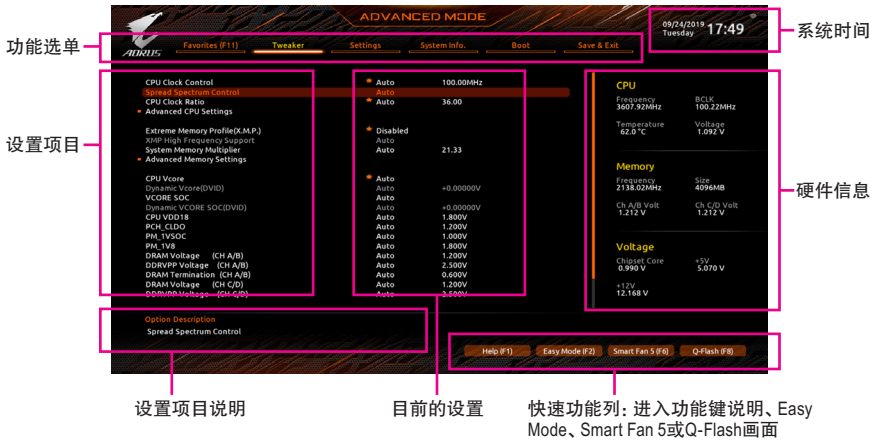 ADVANCED MODE
09/24/2019
Tuesday
17:49
系统时间
功能选单
AORUS
Favorites (F11)
Tweaker
Settings
System Info.
Boot
Save & Exit
设置项目
CPU Clock Control Auto 100.00MHz
Spread Spectrum Control Auto
CPU Clock Ratio Auto 36.00
Advanced CPU Settings
Extreme Memory Profile(X.M.P.) Disabled
XMP High Frequency Support Auto
System Memory Multiplier Auto 21.33
Advanced Memory Settings
CPU Vcore Auto
Dynamic Vcore(DVID) Auto +0.00000V
VCORE SOC Auto
Dynamic VCORE SOC(DVID) Auto +0.00000V
CPU VDD18 Auto 1.800V
PCH_CLDO Auto 1.200V
PM_1VSOC Auto 1.000V
PM_1V8 Auto 1.800V
DRAM Voltage (CH A/B) Auto 1.200V
DDRVPP Voltage (CH A/B) Auto 2.500V
DRAM Termination (CH A/B) Auto 0.600V
DRAM Voltage (CH C/D) Auto 1.200V
DDRVPP Voltage (CH C/D) Auto 2.500V
CPU
Frequency BCLK
3607.92MHz 100.22MHz
Temperature Voltage
62.0 °C 1.092 V
Memory
Frequency Size
2138.02MHz 4096MB
Ch A/B Volt Ch C/D Volt
1.212 V 1.212 V
Voltage
Chipset Core +5V
0.990 V 5.070 V
+12V
12.168 V
硬件信息
Option Description
Spread Spectrum Control
Help (F1)
Easy Mode (F2)
Smart Fan 5 (F6)
Q-Flash (F8)
设置项目说明
目前的设置
快速功能列: 进入功能键说明、Easy
Mode、Smart Fan 5或Q-Flash画面